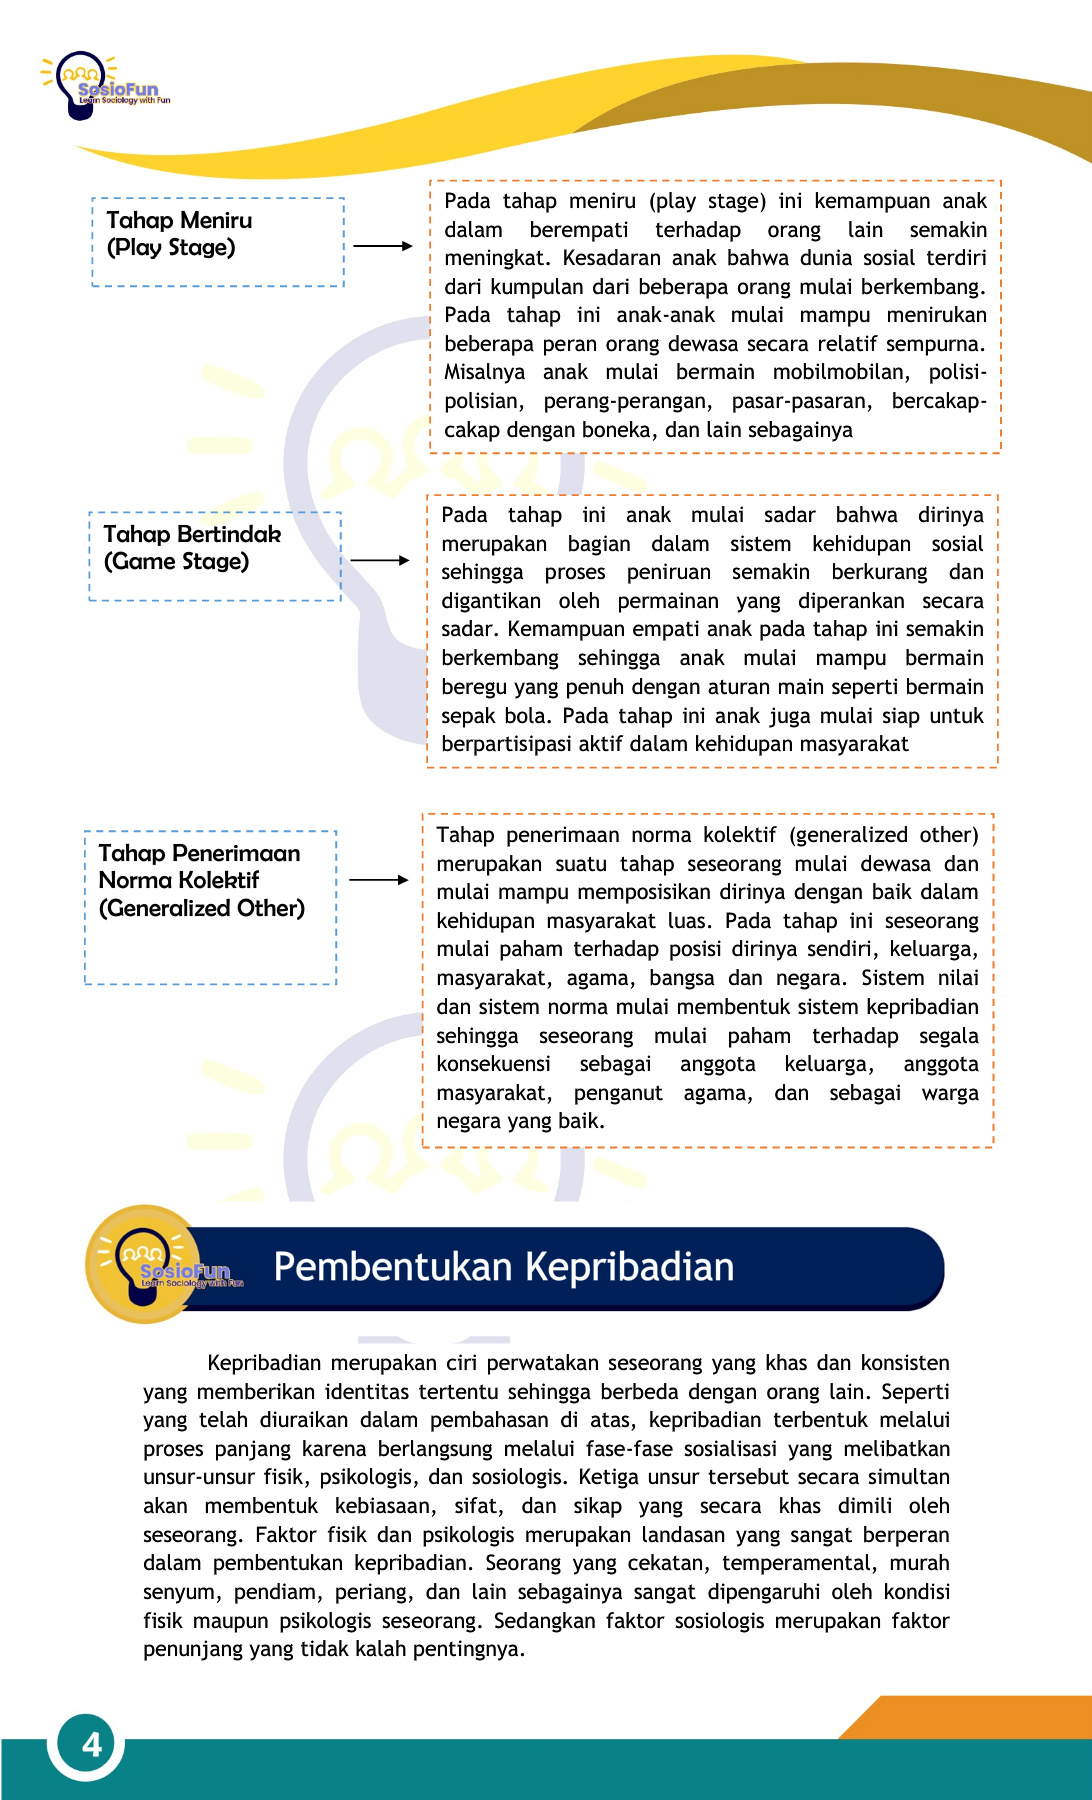 SosioFun
Learn Sociology with Fun
Tahap Meniru
(Play Stage)
Pada tahap meniru (play stage) ini kemampuan anak
dalam berempati terhadap orang lain semakin
meningkat. Kesadaran anak bahwa dunia sosial terdiri
dari kumpulan dari beberapa orang mulai berkembang.
Pada tahap ini anak-anak mulai mampu menirukan
beberapa peran orang dewasa secara relatif sempurna.
Misalnya anak mulai bermain mobilmobilan, polisi-
polisian, perang-perangan, pasar-pasaran, bercakap-
cakap dengan boneka, dan lain sebagainya
Tahap Bertindak
(Game Stage)
Pada tahap ini anak mulai sadar bahwa dirinya
merupakan bagian dalam sistem kehidupan sosial
sehingga proses peniruan semakin berkurang dan
digantikan oleh permainan yang diperankan secara
sadar. Kemampuan empati anak pada tahap ini semakin
berkembang sehingga anak mulai mampu bermain
beregu yang penuh dengan aturan main seperti bermain
sepak bola. Pada tahap ini anak juga mulai siap untuk
berpartisipasi aktif dalam kehidupan masyarakat
Tahap Penerimaan
Norma Kolektif
(Generalized Other)
Tahap penerimaan norma kolektif (generalized other)
merupakan suatu tahap seseorang mulai dewasa dan
mulai mampu memposisikan dirinya dengan baik dalam
kehidupan masyarakat luas. Pada tahap ini seseorang
mulai paham terhadap posisi dirinya sendiri, keluarga,
masyarakat, agama, bangsa dan negara. Sistem nilai
dan sistem norma mulai membentuk sistem kepribadian
sehingga seseorang mulai paham terhadap segala
konsekuensi sebagai anggota keluarga, anggota
masyarakat, penganut agama, dan sebagai warga
negara yang baik.
SosioFun
Learn Sociology with Fun
Pembentukan Kepribadian
Kepribadian merupakan ciri perwatakan seseorang yang khas dan konsisten
yang memberikan identitas tertentu sehingga berbeda dengan orang lain. Seperti
yang telah diuraikan dalam pembahasan di atas, kepribadian terbentuk melalui
proses panjang karena berlangsung melalui fase-fase sosialisasi yang melibatkan
unsur-unsur fisik, psikologis, dan sosiologis. Ketiga unsur tersebut secara simultan
akan membentuk kebiasaan, sifat, dan sikap yang secara khas dimili oleh
seseorang. Faktor fisik dan psikologis merupakan landasan yang sangat berperan
dalam pembentukan kepribadian. Seorang yang cekatan, temperamental, murah
senyum, pendiam, periang, dan lain sebagainya sangat dipengaruhi oleh kondisi
fisik maupun psikologis seseorang. Sedangkan faktor sosiologis merupakan faktor
penunjang yang tidak kalah pentingnya.
4